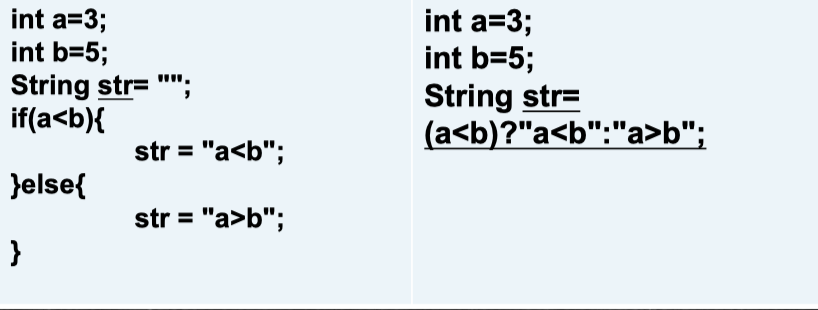 int a=3;
int b=5;
String str= "";
if(a<b){
str = "a<b";
}else{
str = "a>b";
}
int a=3;
int b=5;
String str=
(a<b)?"a<b":"a>b";